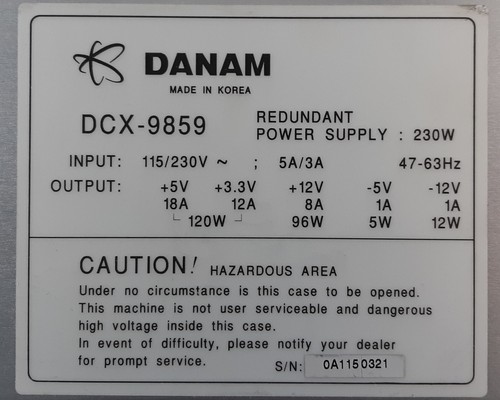 DANAM
MADE IN KOREA
DCX-9859 REDUNDANT
POWER SUPPLY : 230W
INPUT: 115/230V ~ ; 5A/3A 47-63Hz
OUTPUT: +5V +3.3V +12V -5V -12V
18A 12A 8A 1A 1A
120W 96W 5W 12W
CAUTION! HAZARDOUS AREA
Under no circumstance is this case to be opened.
This machine is not user serviceable and dangerous
high voltage inside this case.
In event of difficulty, please notify your dealer
for prompt service. S/N: 0A1150321